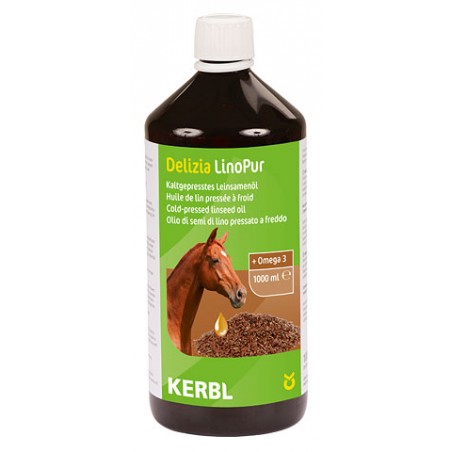 Delizia LinoPur
Kaltgepresstes Leinsamenöl
Huile de lin pressée à froid
Cold-pressed linseed oil
Olio di semi di lino pressato a freddo
+ Omega 3
1000 ml ℮
KERBL